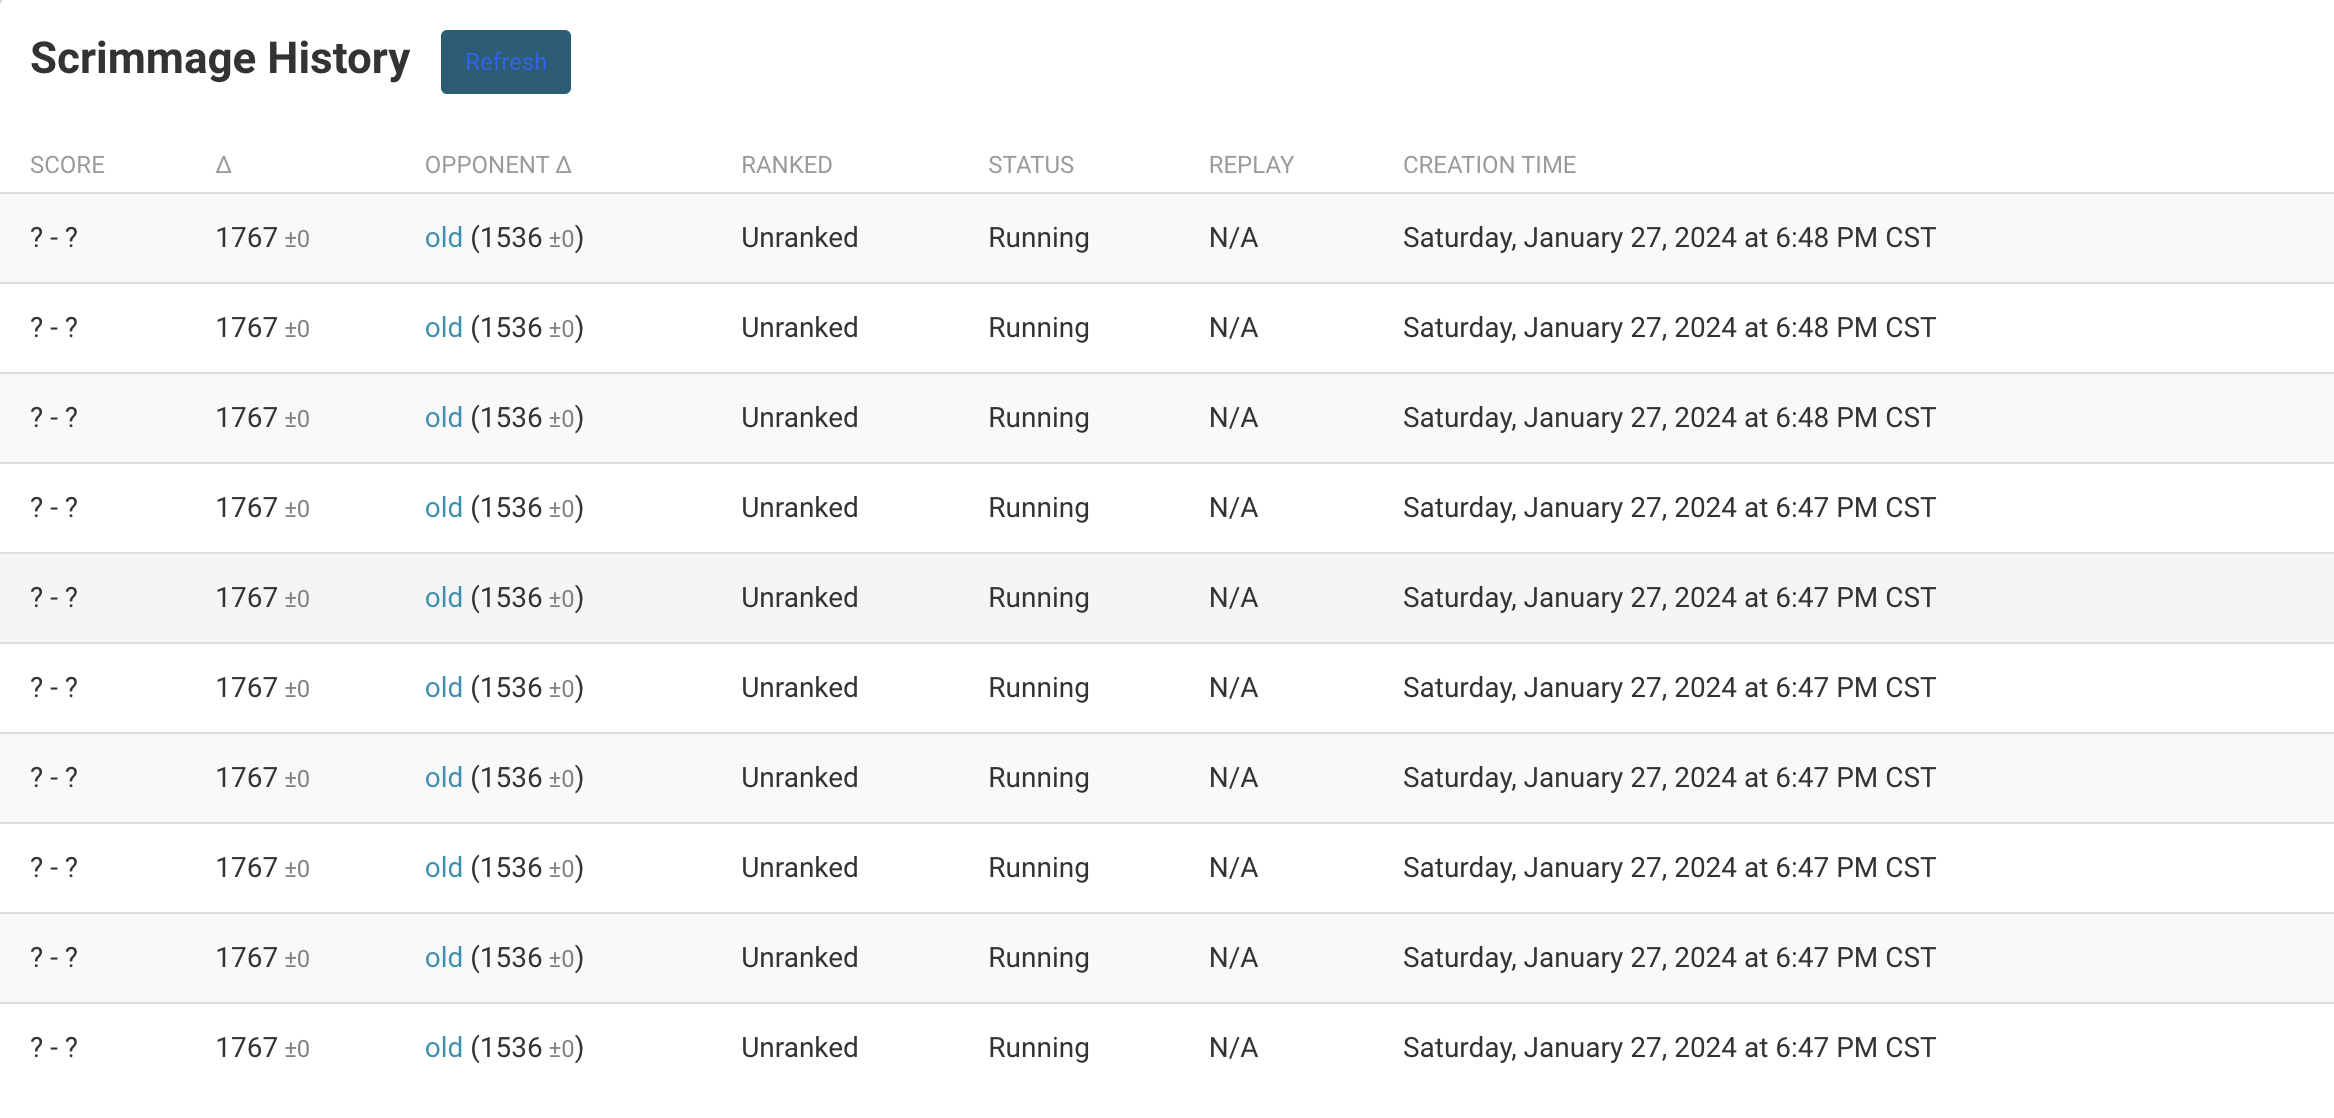 Scrimmage History Refresh
SCORE Δ OPPONENT Δ RANKED STATUS REPLAY CREATION TIME
? - ? 1767 ±0 old (1536 ±0) Unranked Running N/A Saturday, January 27, 2024 at 6:48 PM CST
? - ? 1767 ±0 old (1536 ±0) Unranked Running N/A Saturday, January 27, 2024 at 6:48 PM CST
? - ? 1767 ±0 old (1536 ±0) Unranked Running N/A Saturday, January 27, 2024 at 6:48 PM CST
? - ? 1767 ±0 old (1536 ±0) Unranked Running N/A Saturday, January 27, 2024 at 6:47 PM CST
? - ? 1767 ±0 old (1536 ±0) Unranked Running N/A Saturday, January 27, 2024 at 6:47 PM CST
? - ? 1767 ±0 old (1536 ±0) Unranked Running N/A Saturday, January 27, 2024 at 6:47 PM CST
? - ? 1767 ±0 old (1536 ±0) Unranked Running N/A Saturday, January 27, 2024 at 6:47 PM CST
? - ? 1767 ±0 old (1536 ±0) Unranked Running N/A Saturday, January 27, 2024 at 6:47 PM CST
? - ? 1767 ±0 old (1536 ±0) Unranked Running N/A Saturday, January 27, 2024 at 6:47 PM CST
? - ? 1767 ±0 old (1536 ±0) Unranked Running N/A Saturday, January 27, 2024 at 6:47 PM CST